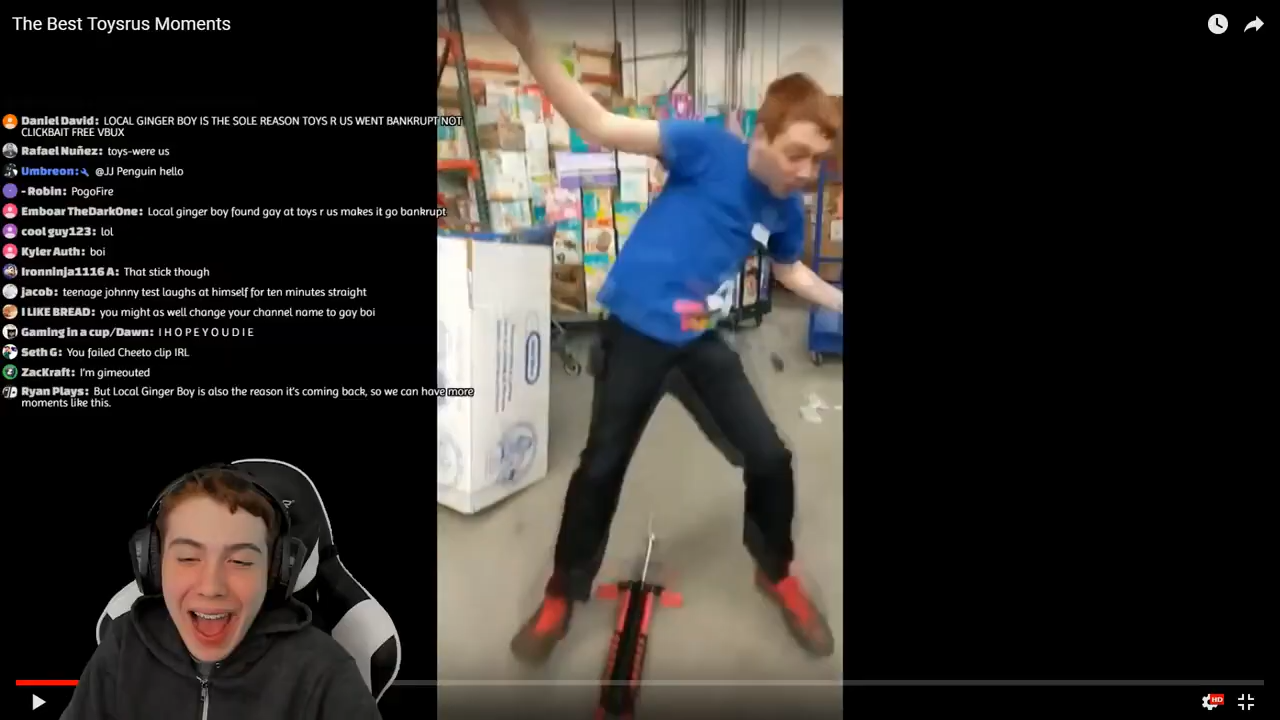 The Best Toysrus Moments
Daniel David: LOCAL GINGER BOY IS THE SOLE REASON TOYS R US WENT BANKRUPT NOT
CLICKBAIT FREE VBUX
Rafael Nuñez: toys-were us
Umbreon: @JJ Penguin hello
- Robin: PogoFire
Emboar TheDarkOne: Local ginger boy found gay at toys r us makes it go bankrupt
cool guy123: lol
Kyler Auth: boi
Ironninja1116 A: That stick though
jacob: teenage johnny test laughs at himself for ten minutes straight
I LIKE BREAD: you might as well change your channel name to gay boi
Gaming in a cup/Dawn: I H O P E Y O U D I E
Seth G: You failed Cheeto clip IRL
ZacKraft: I'm gimeouted
Ryan Plays: But Local Ginger Boy is also the reason it's coming back, so we can have more
moments like this.
HD